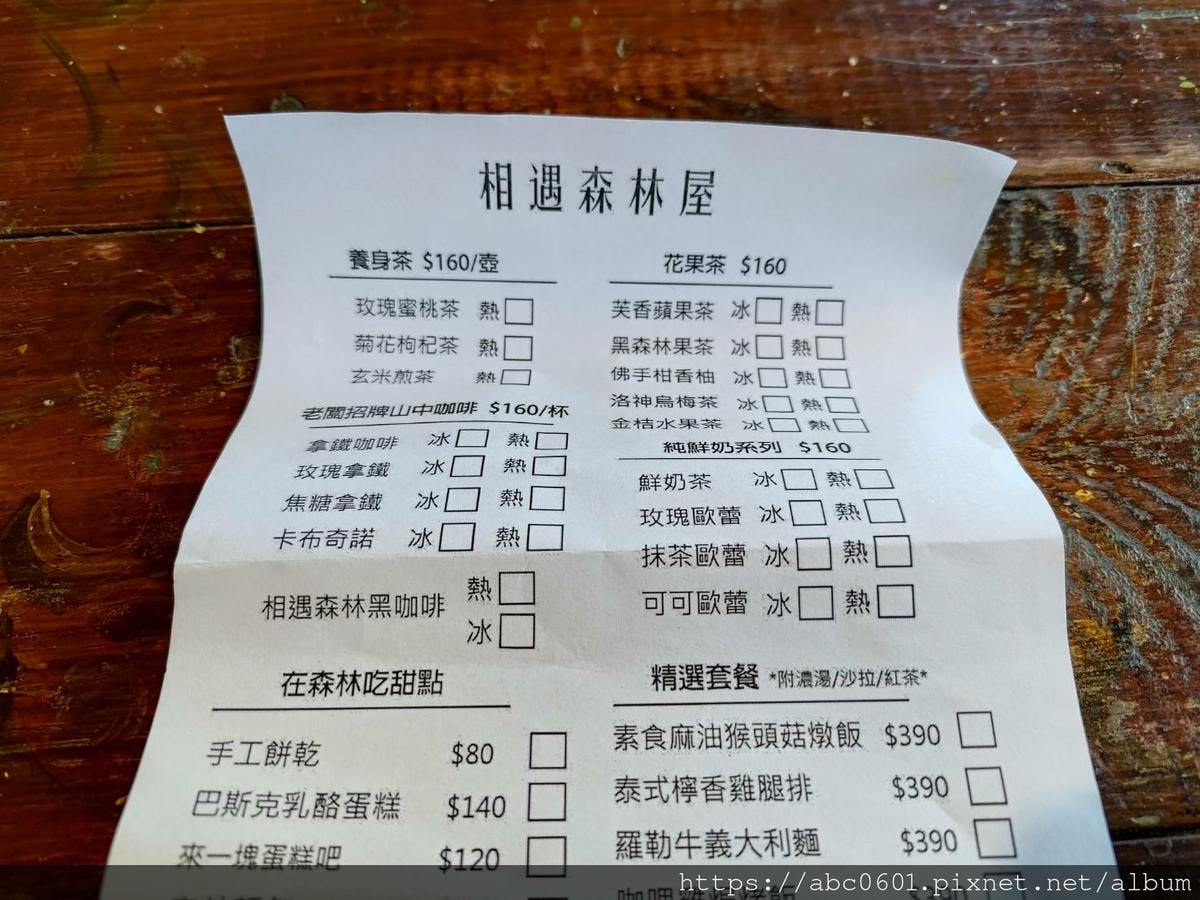 相遇森林屋
養身茶 $160/壺
玫瑰蜜桃茶 熱
菊花枸杞茶 熱
玄米煎茶 熱
老闆招牌山中咖啡 $160/杯
拿鐵咖啡 冰 熱
玫瑰拿鐵 冰 熱
焦糖拿鐵 冰 熱
卡布奇諾 冰 熱
相遇森林黑咖啡 熱
冰
花果茶 $160
芙香蘋果茶 冰 熱
黑森林果茶 冰 熱
佛手柑香柚 冰 熱
洛神烏梅茶 冰 熱
金桔水果茶 冰 熱
純鮮奶系列 $160
鮮奶茶 冰 熱
玫瑰歐蕾 冰 熱
抹茶歐蕾 冰 熱
可可歐蕾 冰 熱
在森林吃甜點
手工餅乾 $80
巴斯克乳酪蛋糕 $140
來一塊蛋糕吧 $120
精選套餐 *附濃湯/沙拉/紅茶*
素食麻油猴頭菇燉飯 $390
泰式檸香雞腿排 $390
羅勒牛義大利麵 $390
https://abc0601.pixnet.net/album